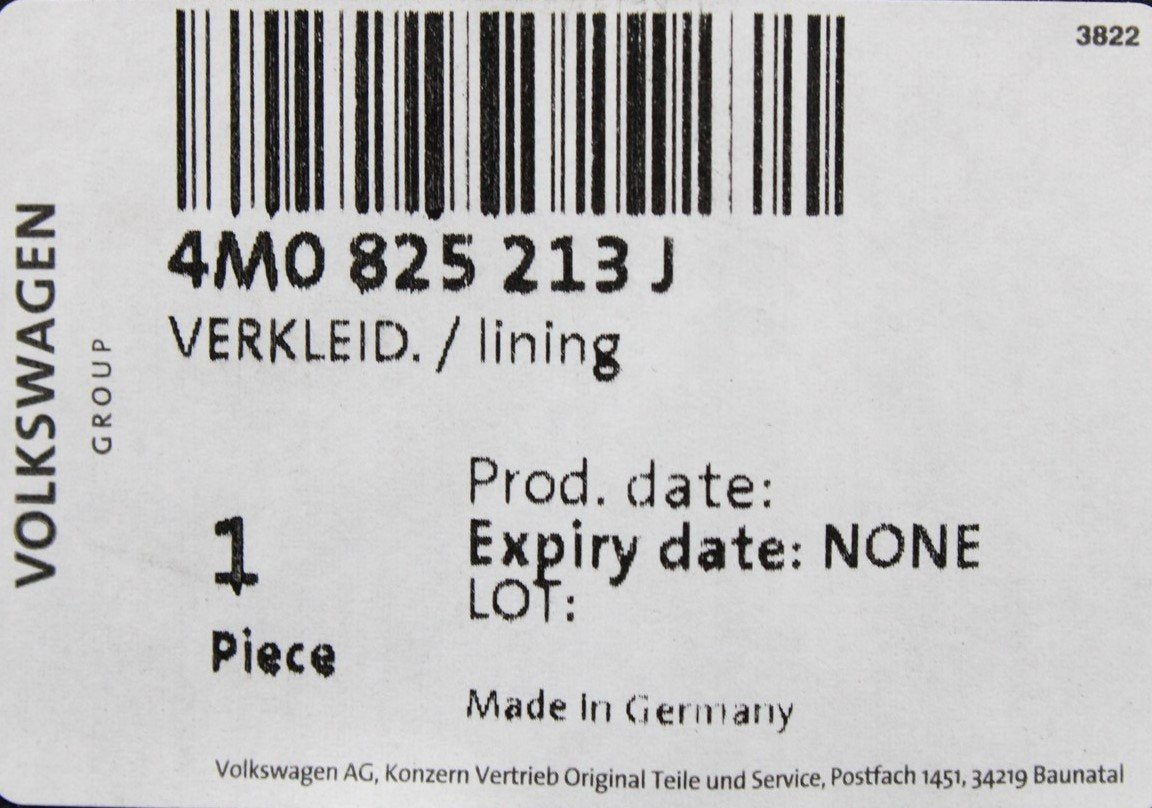 3822
4M0 825 213 J
VERKLEID. / lining
VOLKSWAGEN
GROUP
Prod. date:
1
Expiry date: NONE
LOT:
Piece
Made In Germany
Volkswagen AG, Konzern Vertrieb Original Teile und Service, Postfach 1451, 34219 Baunatal